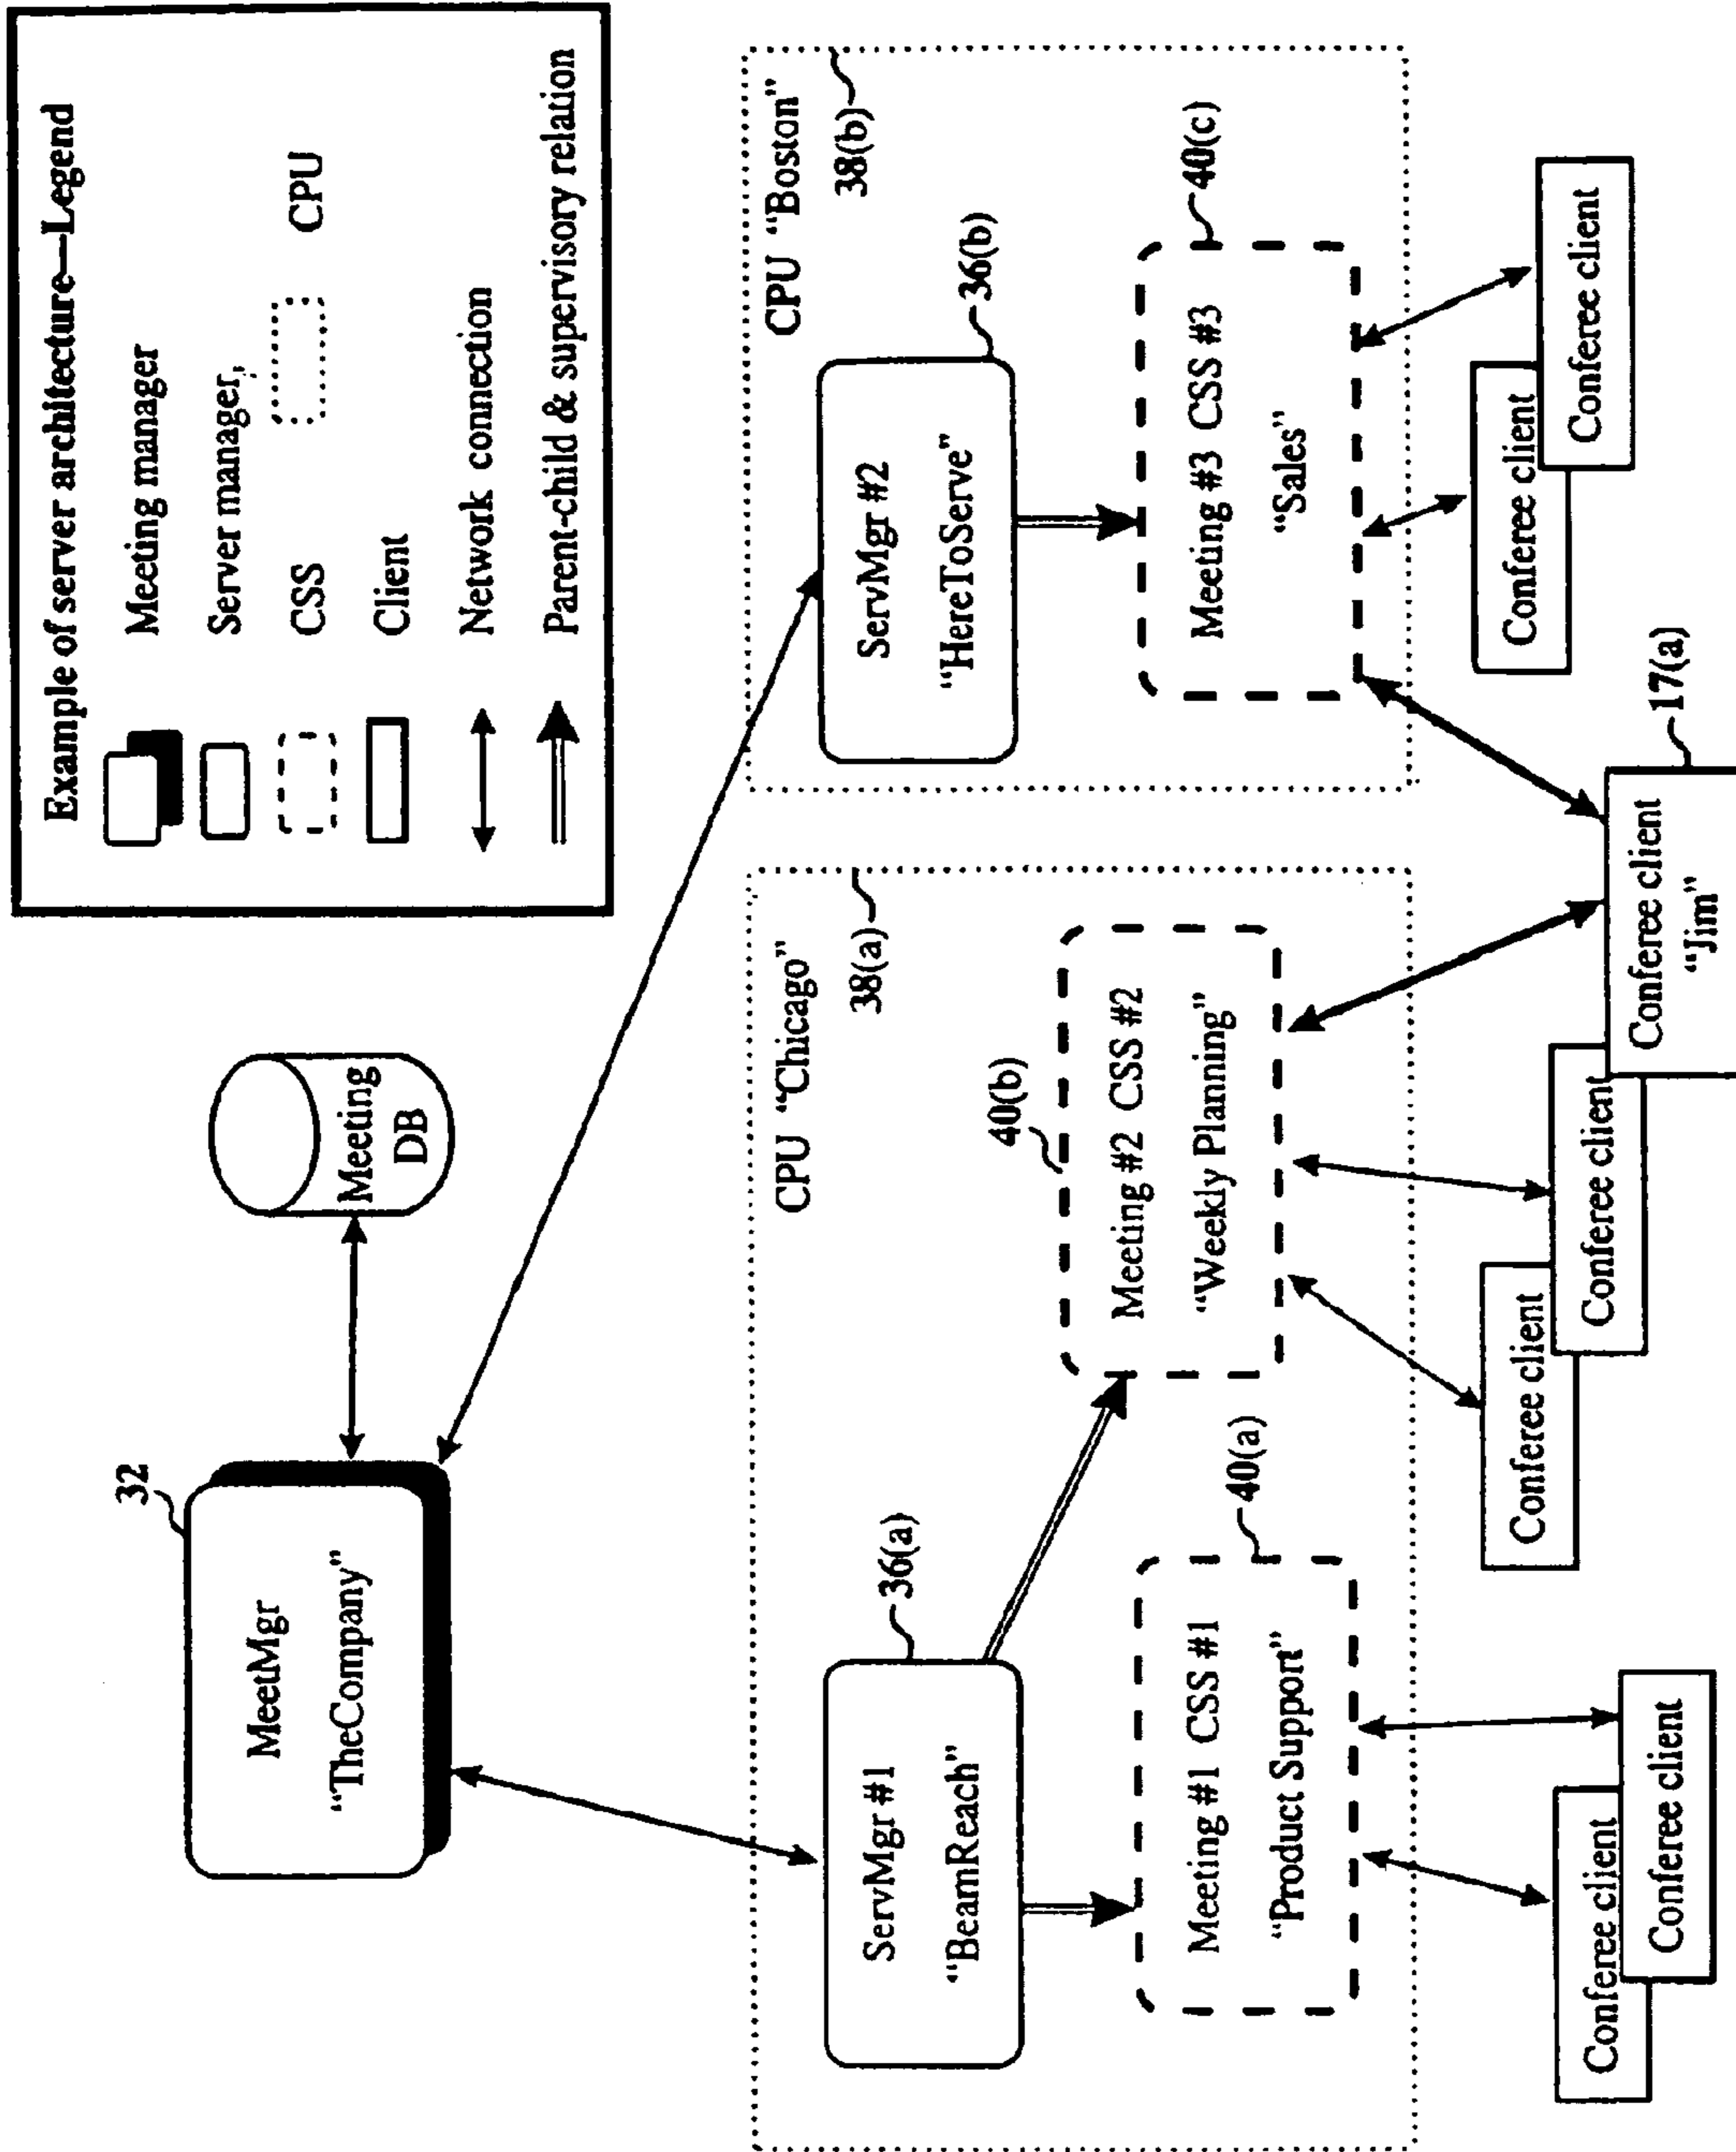 Example of server architecture—Legend
Meeting manager
Server manager,
CSS
CPU
Client
Network connection
Parent-child & supervisory relation
32
MeetMgr
"TheCompany"
Meeting
DB
CPU "Chicago"
38(a)
ServMgr #1
"BeamReach"
36(a)
Meeting #1 CSS #1
"Product Support"
40(a)
40(b)
Meeting #2 CSS #2
"Weekly Planning"
CPU "Boston"
38(b)
ServMgr #2
"HereToServe"
36(b)
Meeting #3 CSS #3
"Sales"
40(c)
Conferee client
Conferee client
Conferee client
Conferee client
Conferee client
"Jim"
17(a)
Conferee client
Conferee client